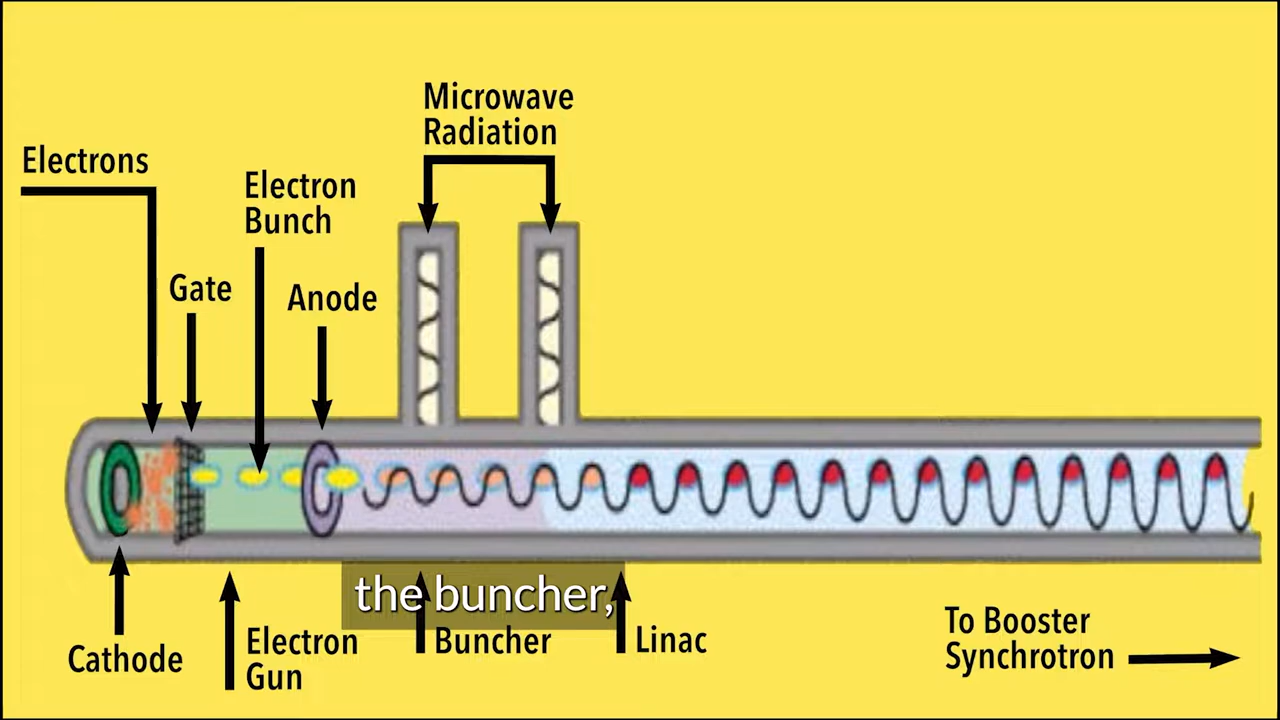 Microwave
Radiation
Electrons
Electron
Bunch
Gate
Anode
the buncher,
Cathode
Electron
Gun
Buncher
Linac
To Booster
Synchrotron